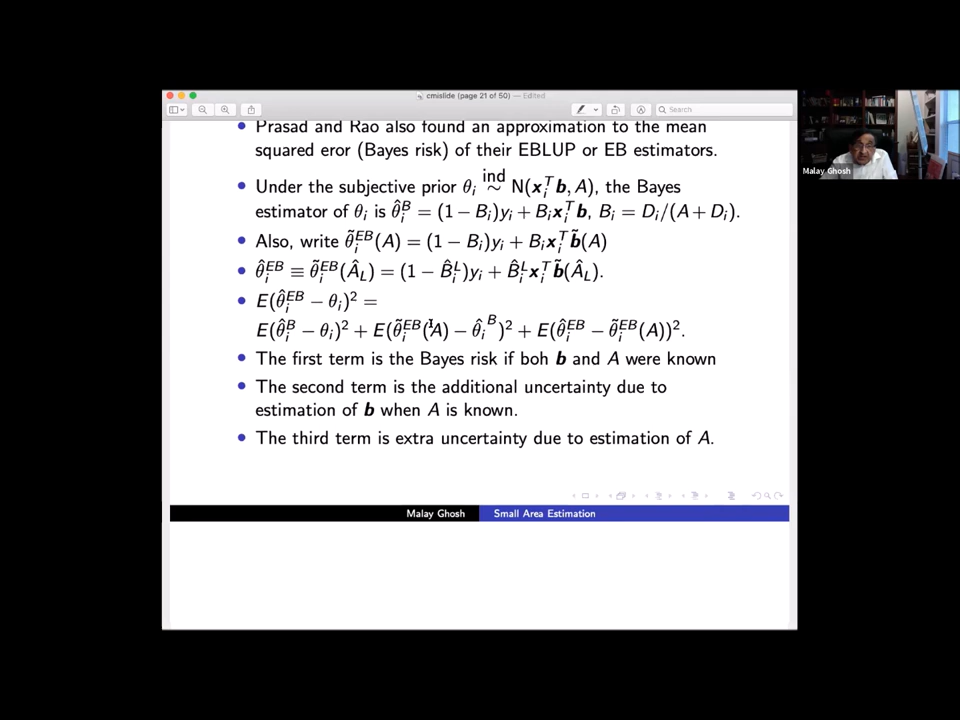 cmislide (page 21 of 50) — Edited
Search
Prasad and Rao also found an approximation to the mean
squared eror (Bayes risk) of their EBLUP or EB estimators.
Under the subjective prior θ_i ind ~ N(x_i^T b, A), the Bayes
estimator of θ_i is θ̂_i^B = (1 − B_i)y_i + B_i x_i^T b, B_i = D_i/(A + D_i).
Also, write θ̃_i^{EB}(A) = (1 − B_i)y_i + B_i x_i^T b̃(A)
θ̂_i^{EB} ≡ θ̃_i^{EB}(Â_L) = (1 − B̂_i^L)y_i + B̂_i^L x_i^T b̃(Â_L).
E(θ̂_i^{EB} − θ_i)^2 =
E(θ̂_i^B − θ_i)^2 + E(θ̃_i^{EB}(A) − θ̂_i^B)^2 + E(θ̂_i^{EB} − θ̃_i^{EB}(A))^2.
The first term is the Bayes risk if boh b and A were known
The second term is the additional uncertainty due to
estimation of b when A is known.
The third term is extra uncertainty due to estimation of A.
Malay Ghosh Small Area Estimation
Malay Ghosh